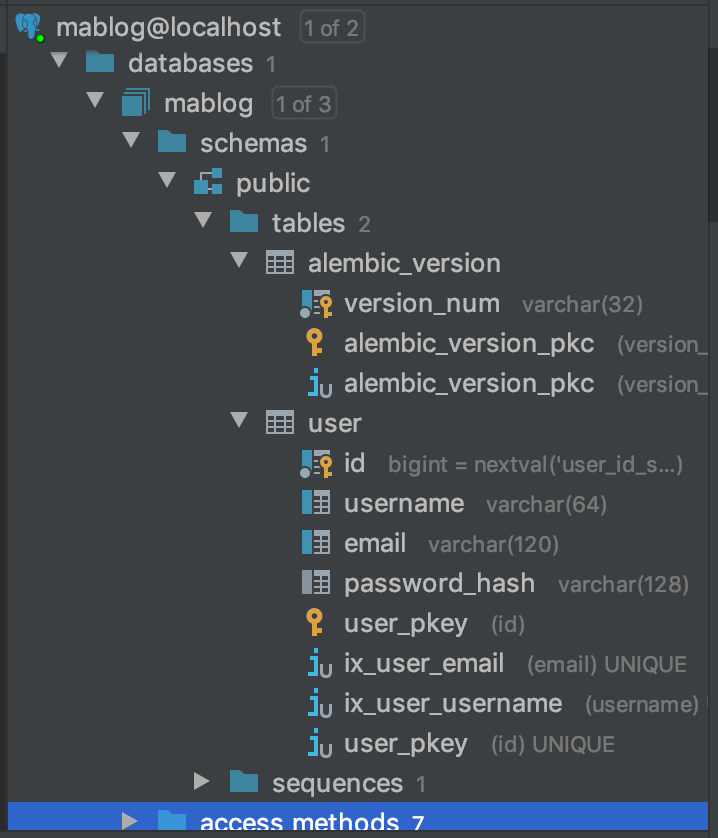 mablog@localhost 1 of 2
databases 1
mablog 1 of 3
schemas 1
public
tables 2
alembic_version
version_num varchar(32)
alembic_version_pkc (version_
alembic_version_pkc (version_
user
id bigint = nextval('user_id_s...)
username varchar(64)
email varchar(120)
password_hash varchar(128)
user_pkey (id)
ix_user_email (email) UNIQUE
ix_user_username (username)
user_pkey (id) UNIQUE
sequences 1
access methods 7